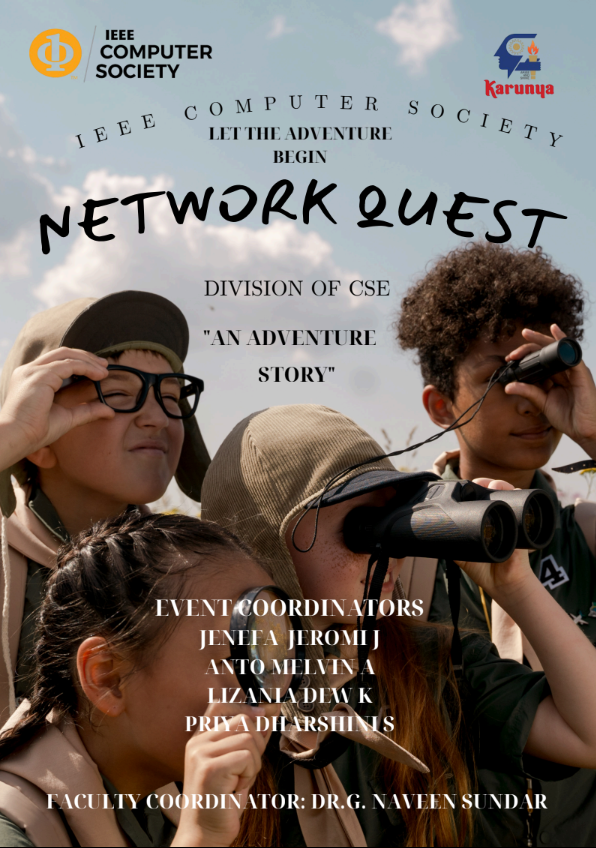 IEEE
COMPUTER
SOCIETY
Karunya
IEEE COMPUTER SOCIETY
LET THE ADVENTURE
BEGIN
NETWORK QUEST
DIVISION OF CSE
"AN ADVENTURE
STORY"
4
EVENT COORDINATORS
JENEFA JEROMI J
ANTO MELVIN A
LIZANIA DEW K
PRIYA DHARSHINI S
FACULTY COORDINATOR: DR.G. NAVEEN SUNDAR